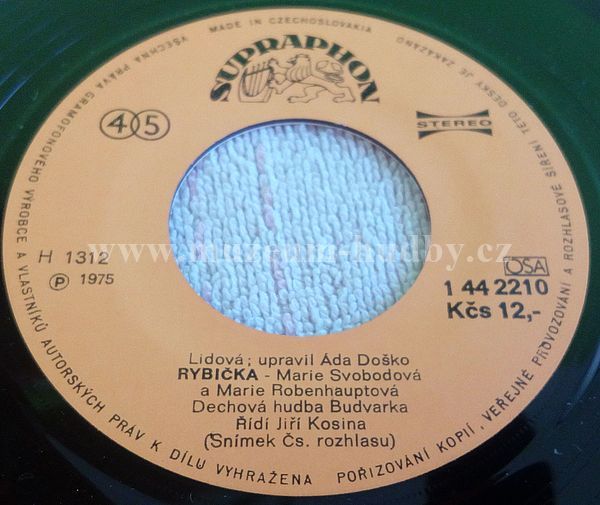 MADE IN CZECHOSLOVAKIA
SUPRAPHON
45
STEREO
H 1312
℗ 1975
OSA
1 44 2210
Kčs 12,-
www.muzeum-hudby.cz
Lidová; upravil Áda Doško
RYBIČKA - Marie Svobodová
a Marie Robenhauptová
Dechová hudba Budvarka
Řídí Jiří Kosina
(Snímek Čs. rozhlasu)
VŠECHNA PRÁVA GRAMOFONOVÉHO VÝROBCE A VLASTNÍKŮ AUTORSKÝCH PRÁV K DÍLU VYHRAŽENA
POŘIZOVÁNÍ KOPIÍ, VEŘEJNÉ PROVOZOVÁNÍ A ROZHLASOVÉ ŠÍŘENÍ TÉTO DESKY JE ZAKÁZÁNO